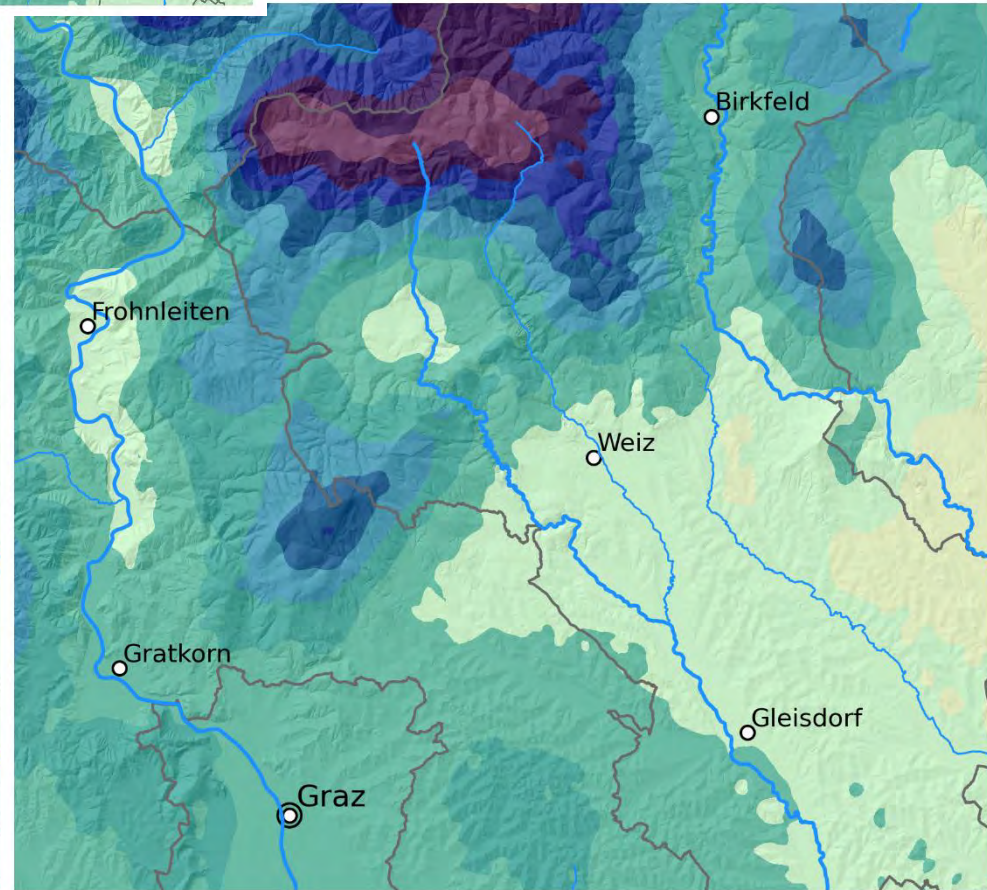 Birkfeld
Frohnleiten
Weiz
Gratkorn
Gleisdorf
Graz